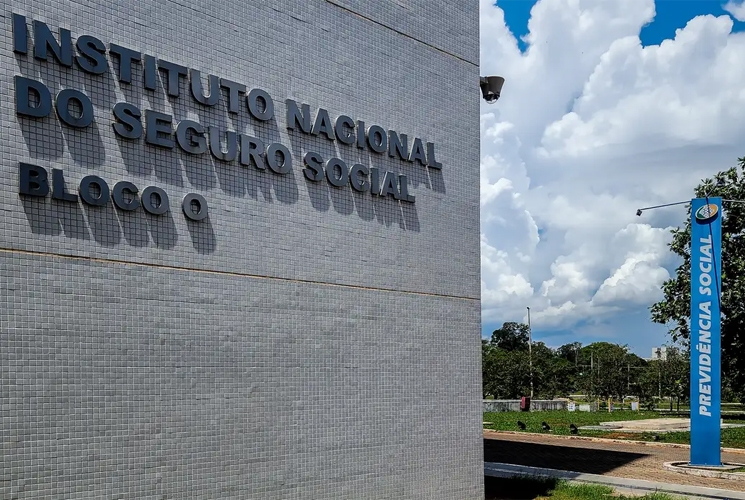 INSTITUTO NACIONAL
DO SEGURO SOCIAL
BLOCO O
PREVIDÊNCIA SOCIAL